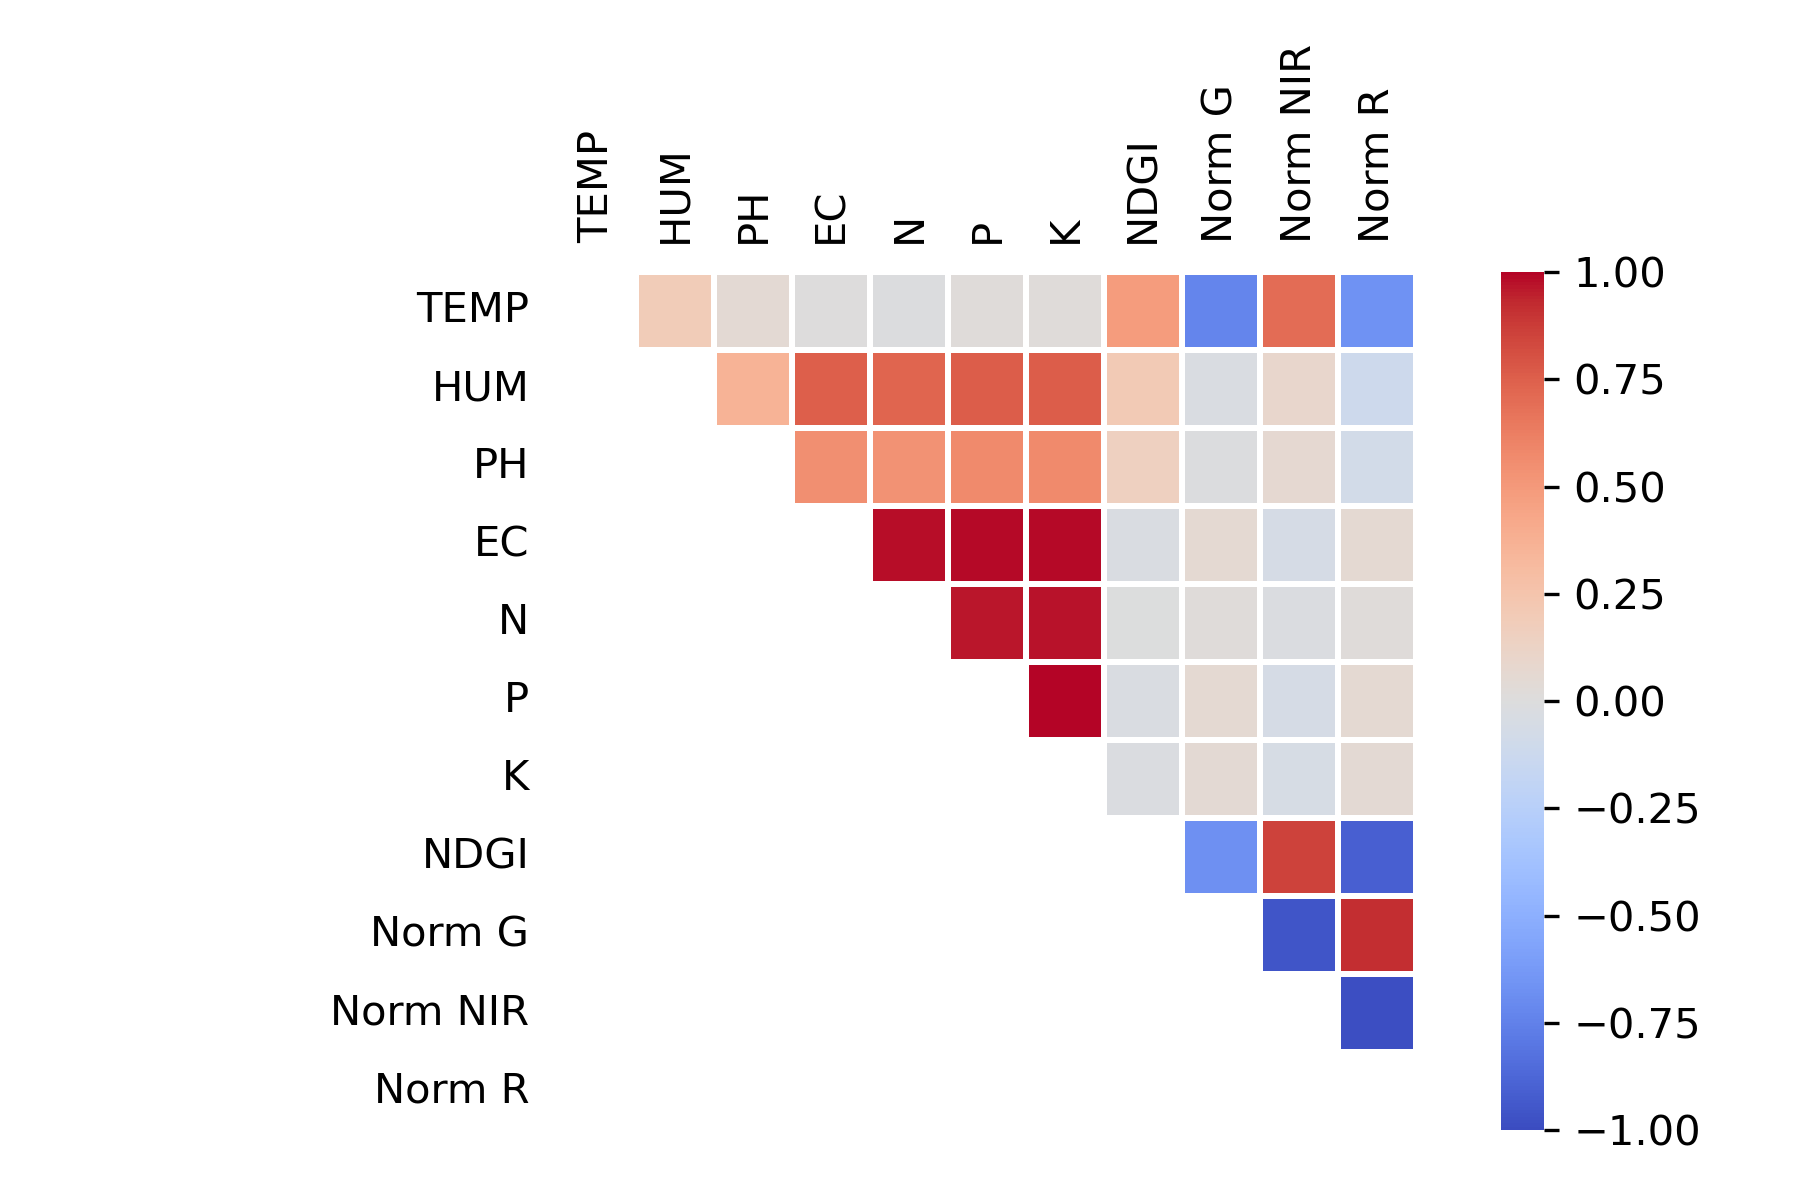 TEMP
HUM
PH
EC
N
P
K
NDGI
Norm G
Norm NIR
Norm R
TEMP
HUM
PH
EC
N
P
K
NDGI
Norm G
Norm NIR
Norm R
1.00
0.75
0.50
0.25
0.00
−0.25
−0.50
−0.75
−1.00